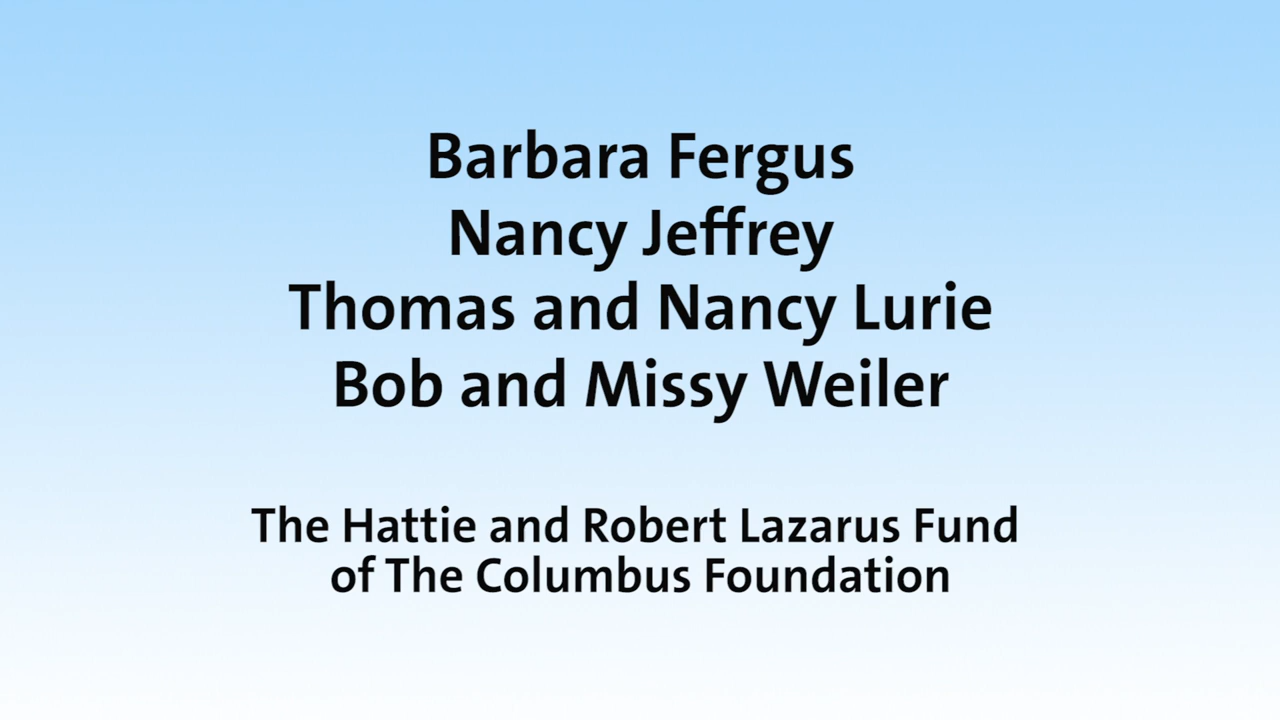 Barbara Fergus
Nancy Jeffrey
Thomas and Nancy Lurie
Bob and Missy Weiler
The Hattie and Robert Lazarus Fund
of The Columbus Foundation